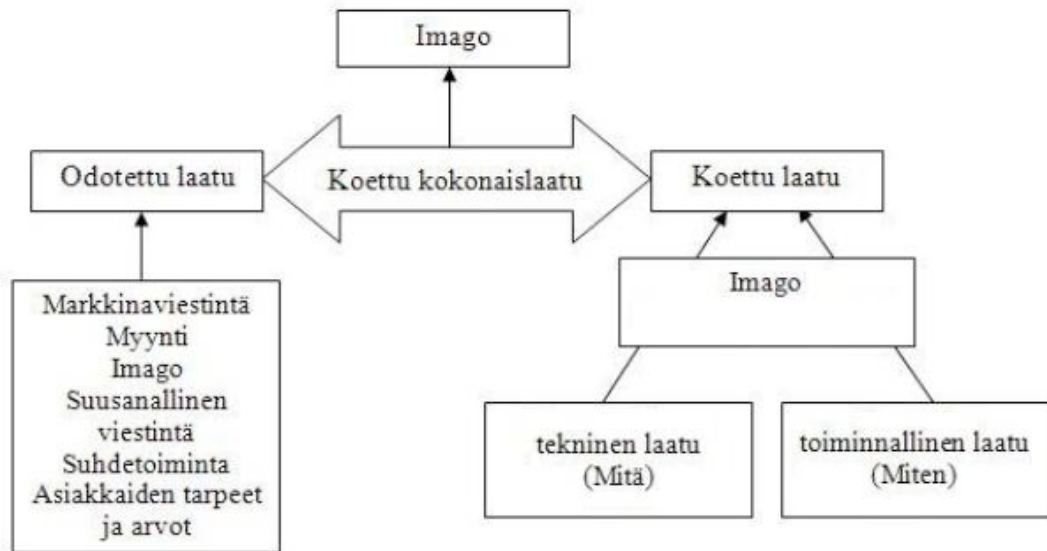 Imago
Odotettu laatu
Koettu kokonaislaatu
Koettu laatu
Markkinaviestintä
Myynti
Imago
Suusanallinen
viestintä
Suhdetoiminta
Asiakkaiden tarpeet
ja arvot
Imago
tekninen laatu
(Mitä)
toiminnallinen laatu
(Miten)